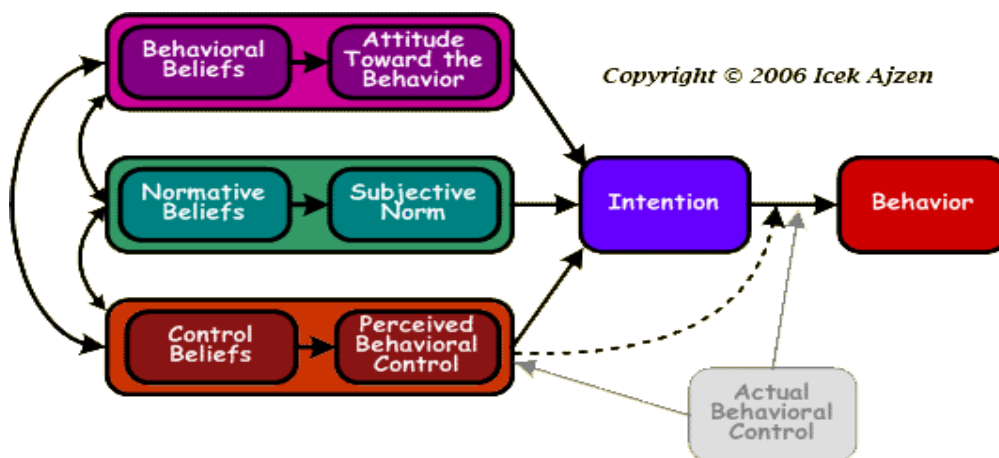 Behavioral
Beliefs
Attitude
Toward the
Behavior
Copyright © 2006 Icek Ajzen
Normative
Beliefs
Subjective
Norm
Intention
Behavior
Control
Beliefs
Perceived
Behavioral
Control
Actual
Behavioral
Control